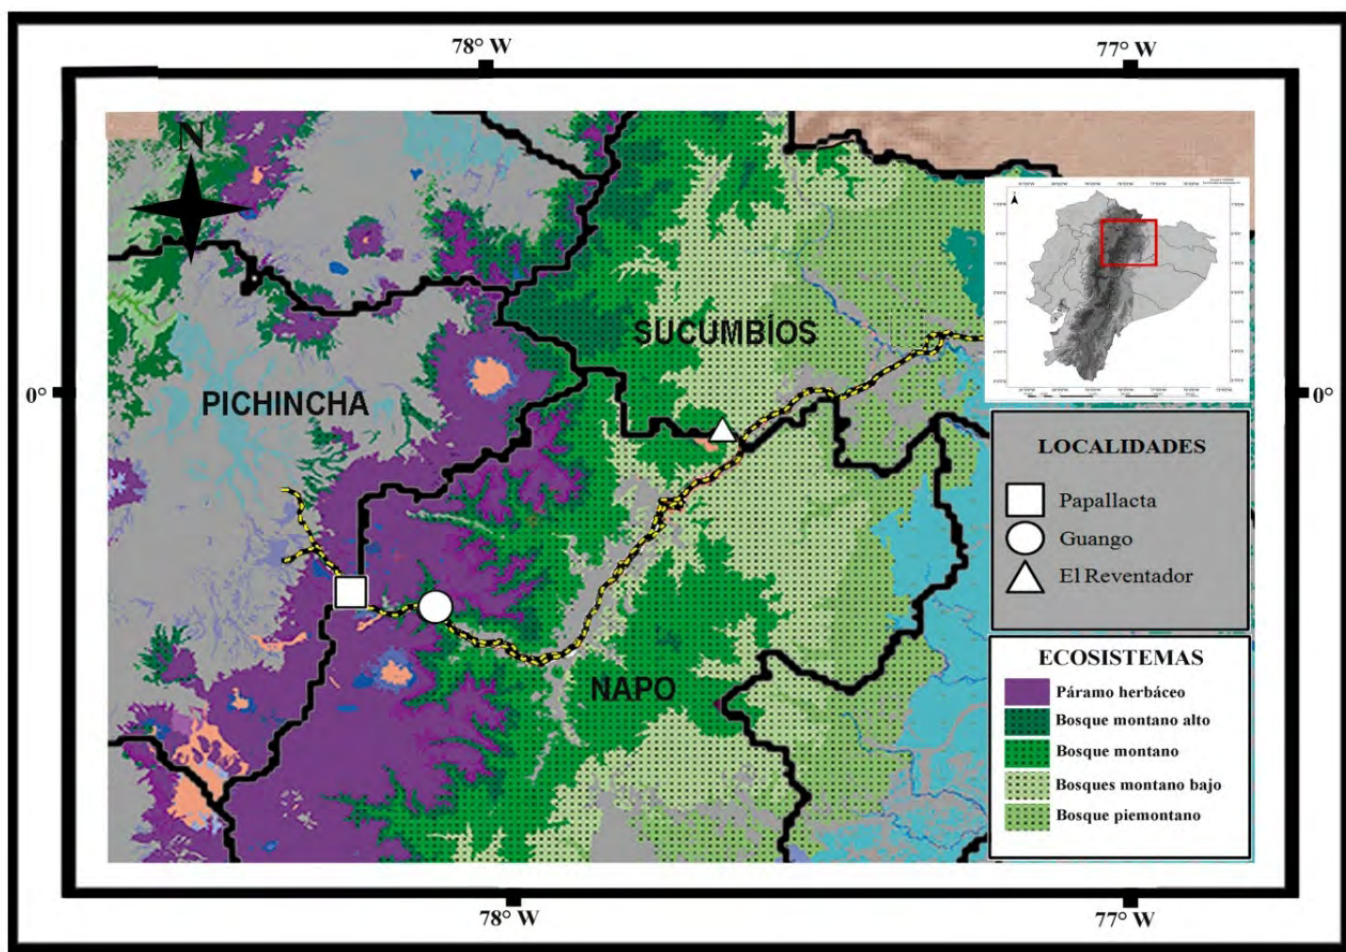 78° W
77° W
N
SUCUMBÍOS
PICHINCHA
0°
0°
LOCALIDADES
Papallacta
Guango
El Reventador
NAPO
ECOSISTEMAS
Páramo herbáceo
Bosque montano alto
Bosque montano
Bosques montano bajo
Bosque piemontano
78° W
77° W